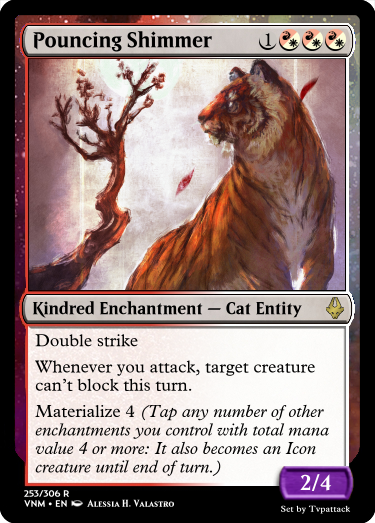 Pouncing Shimmer 1
Kindred Enchantment — Cat Entity
Double strike
Whenever you attack, target creature
can't block this turn.
Materialize 4 (Tap any number of other
enchantments you control with total mana
value 4 or more: It also becomes an Icon
creature until end of turn.)
2/4
253/306 R
VNM • EN Alessia H. Valastro
Set by Tvpattack